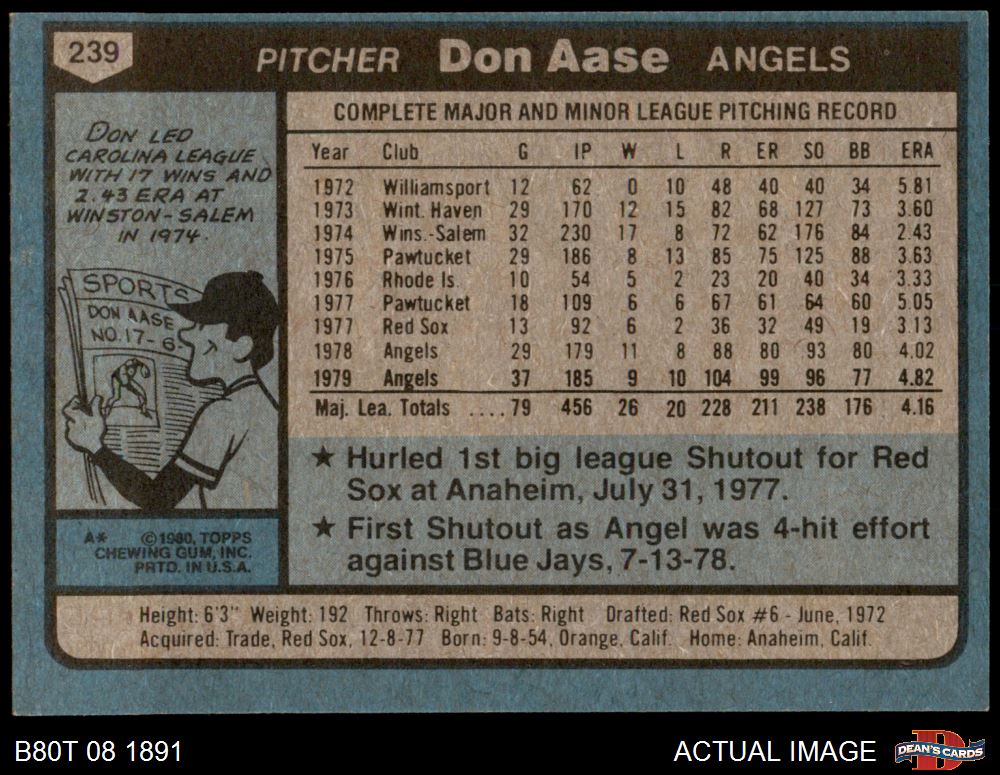 239 PITCHER Don Aase ANGELS
DON LED
CAROLINA LEAGUE
WITH 17 WINS AND
2.43 ERA AT
WINSTON-SALEM
IN 1974.
SPORTS
DON AASE
NO. 17-6
A* ©1980, TOPPS
CHEWING GUM, INC.
PRTD. IN U.S.A.
COMPLETE MAJOR AND MINOR LEAGUE PITCHING RECORD
Year Club G IP W L R ER SO BB ERA
1972 Williamsport 12 62 0 10 48 40 40 34 5.81
1973 Wint. Haven 29 170 12 15 82 68 127 73 3.60
1974 Wins.-Salem 32 230 17 8 72 62 176 84 2.43
1975 Pawtucket 29 186 8 13 85 75 125 88 3.63
1976 Rhode Is. 10 54 5 2 23 20 40 34 3.33
1977 Pawtucket 18 109 6 6 67 61 64 60 5.05
1977 Red Sox 13 92 6 2 36 32 49 19 3.13
1978 Angels 29 179 11 8 88 80 93 80 4.02
1979 Angels 37 185 9 10 104 99 96 77 4.82
Maj. Lea. Totals ....79 456 26 20 228 211 238 176 4.16
★ Hurled 1st big league Shutout for Red
Sox at Anaheim, July 31, 1977.
★ First Shutout as Angel was 4-hit effort
against Blue Jays, 7-13-78.
Height: 6'3" Weight: 192 Throws: Right Bats: Right Drafted: Red Sox #6 - June, 1972
Acquired: Trade, Red Sox, 12-8-77 Born: 9-8-54, Orange, Calif. Home: Anaheim, Calif.
B80T 08 1891
ACTUAL IMAGE
DEAN'S CARDS